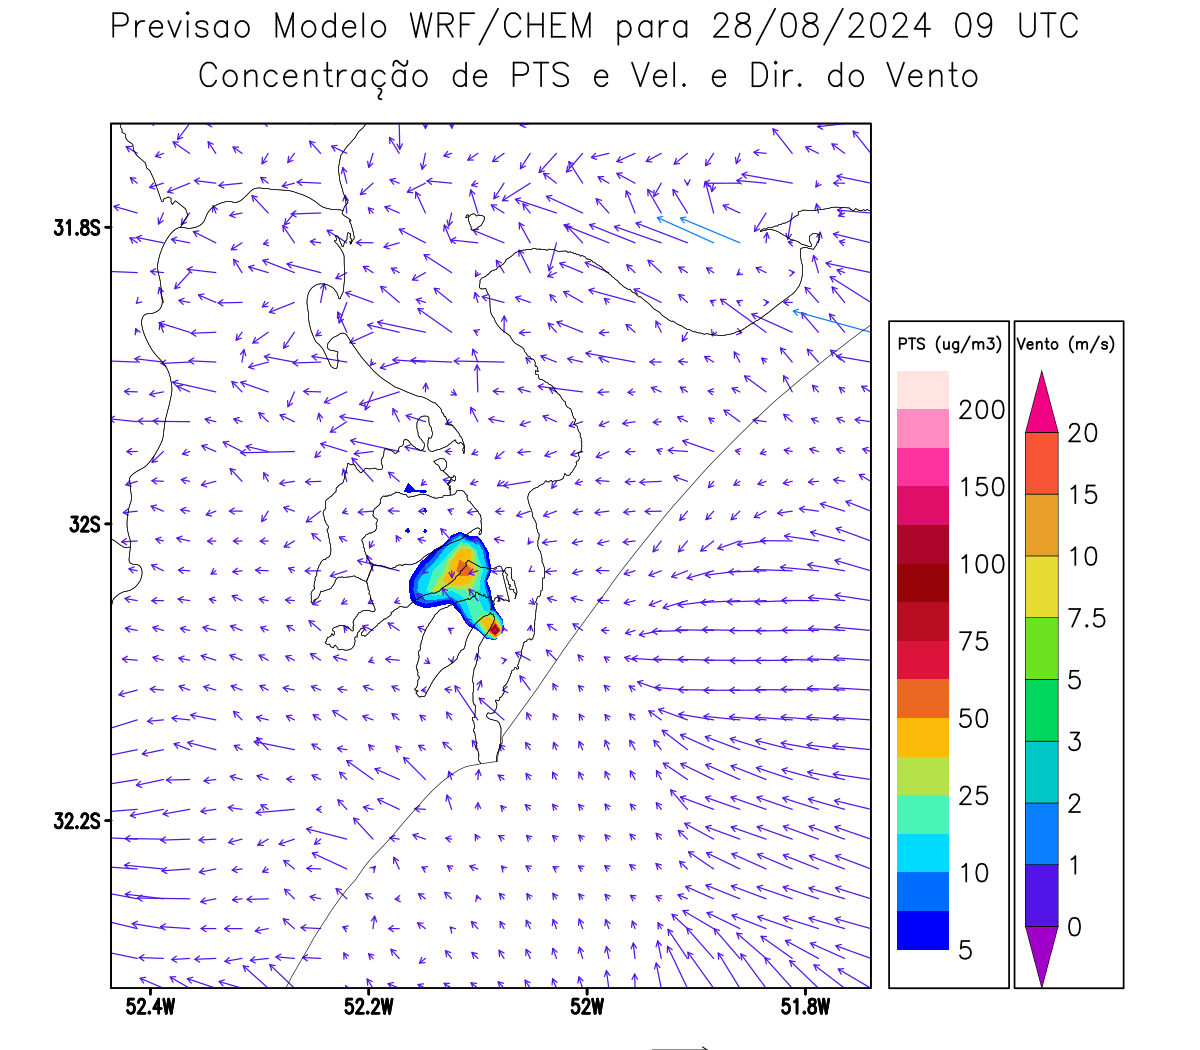 Previsao Modelo WRF/CHEM para 28/08/2024 09 UTC
Concentração de PTS e Vel. e Dir. do Vento
31.8S
32S
32.2S
52.4W 52.2W 52W 51.8W
PTS (ug/m3)
200
150
100
75
50
25
10
5
Vento (m/s)
20
15
10
7.5
5
3
2
1
0